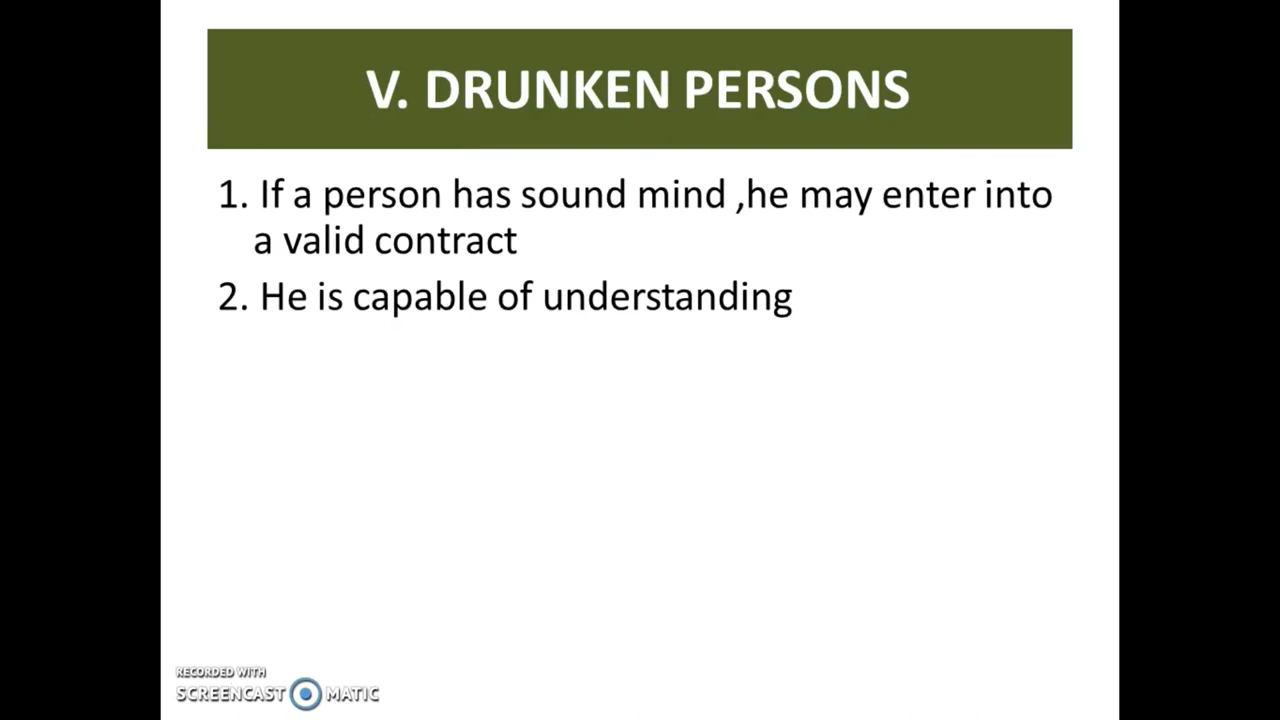 V. DRUNKEN PERSONS
1. If a person has sound mind ,he may enter into
a valid contract
2. He is capable of understanding
RECORDED WITH
SCREENCAST MATIC